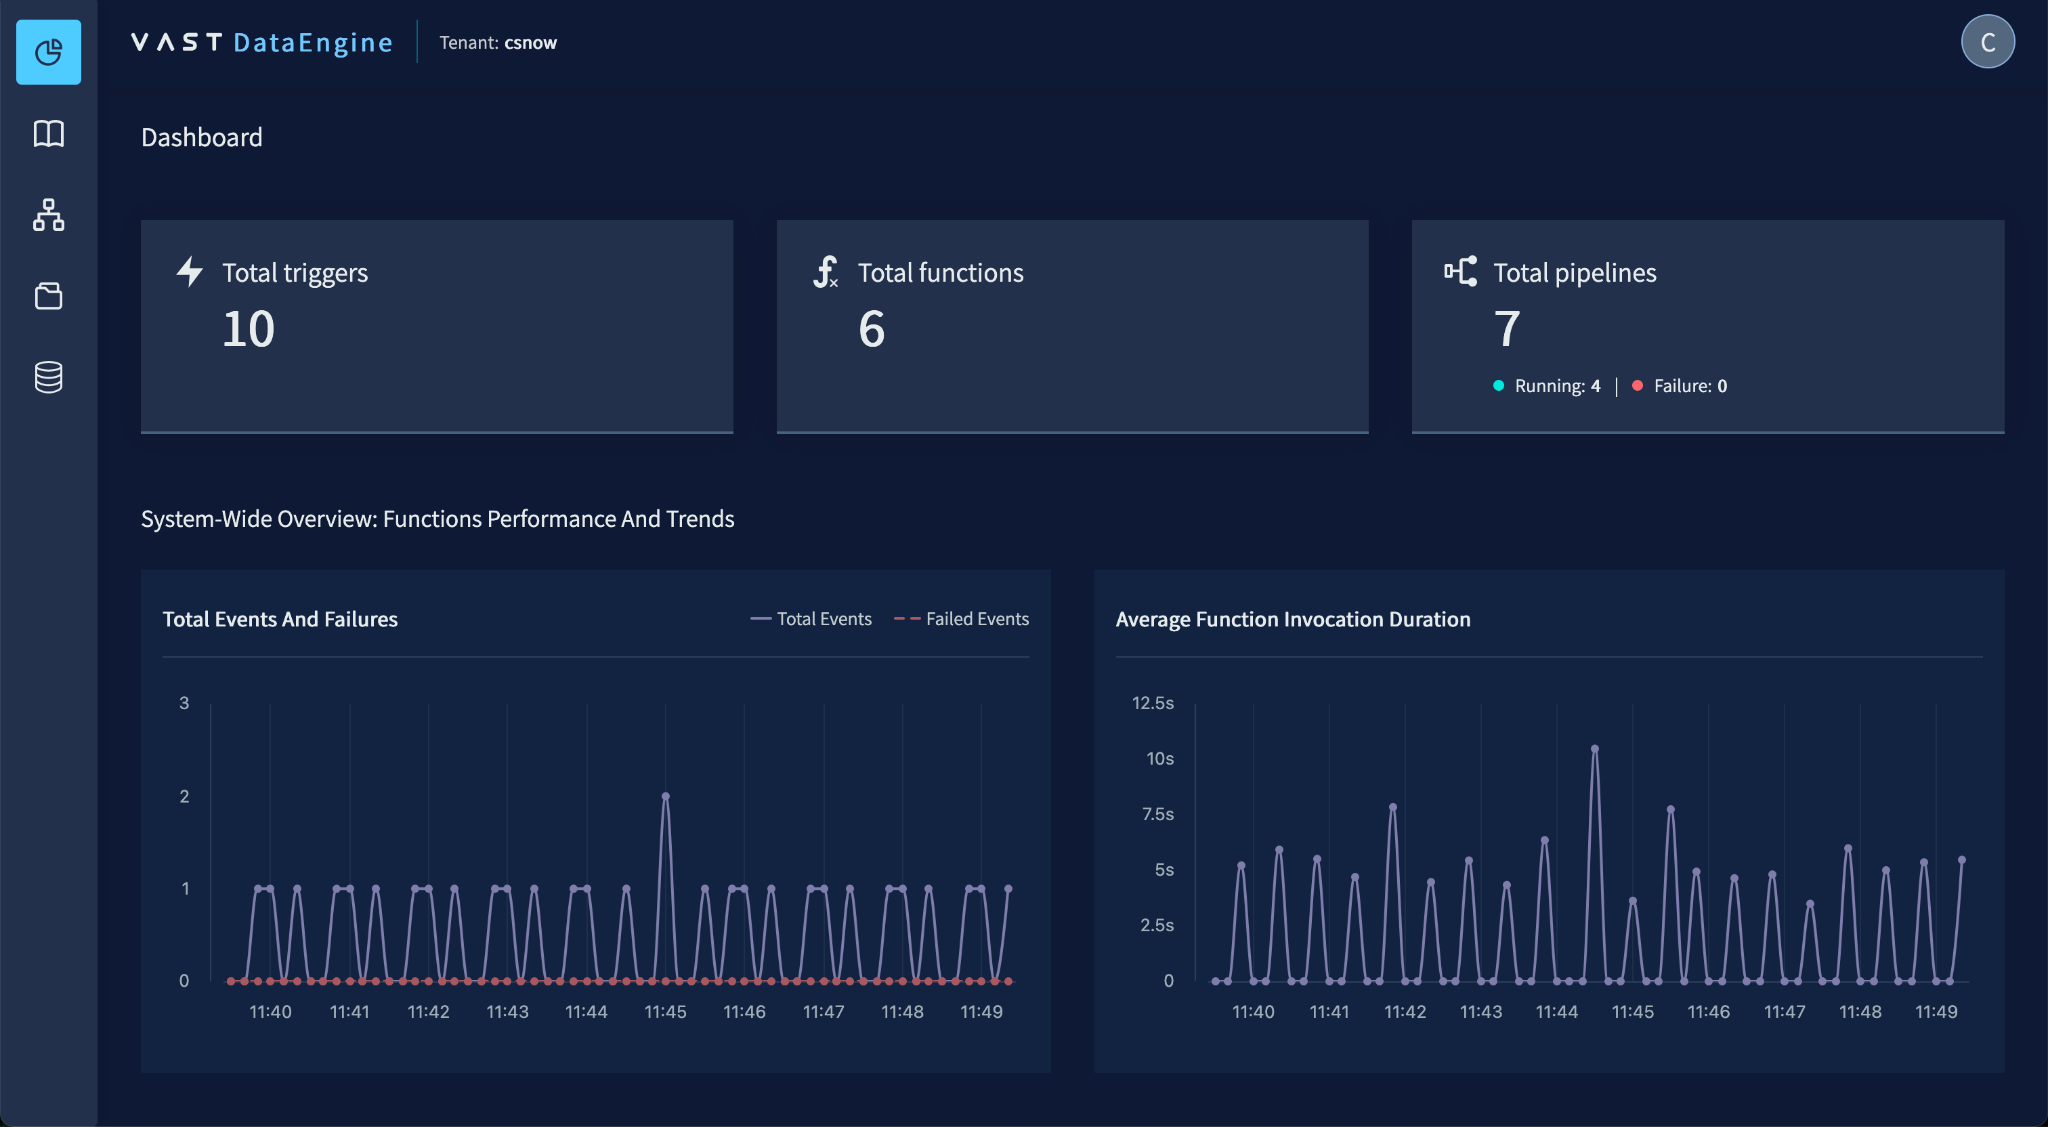 VAST DataEngine
Tenant: csnow
C
Dashboard
Total triggers
10
Total functions
6
Total pipelines
7
Running: 4 | Failure: 0
System-Wide Overview: Functions Performance And Trends
Total Events And Failures
Total Events
Failed Events
3
2
1
0
11:40 11:41 11:42 11:43 11:44 11:45 11:46 11:47 11:48 11:49
Average Function Invocation Duration
12.5s
10s
7.5s
5s
2.5s
0
11:40 11:41 11:42 11:43 11:44 11:45 11:46 11:47 11:48 11:49